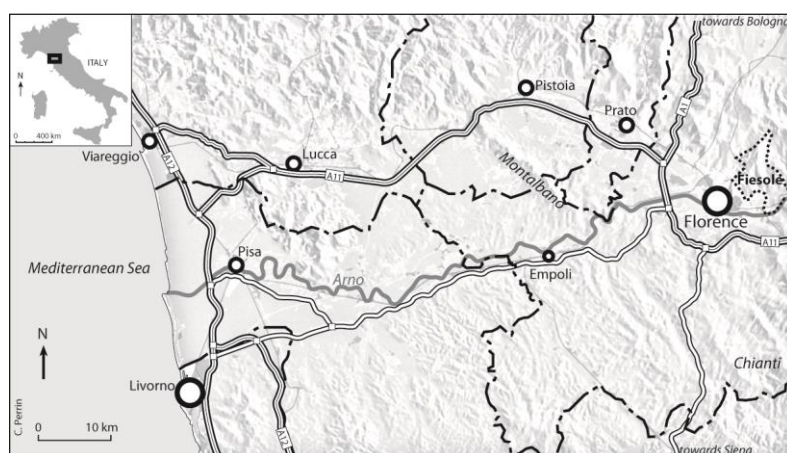 ITALY
N
0 400 km
towards Bologna
A1
Pistoia
Prato
A12
Viareggio
Lucca
A11
Montalbano
Fiesole
Florence
A11
Pisa
Mediterranean Sea
Arno
Empoli
N
Chianti
Livorno
C. Perrin
0 10 km
A12
towards Siena